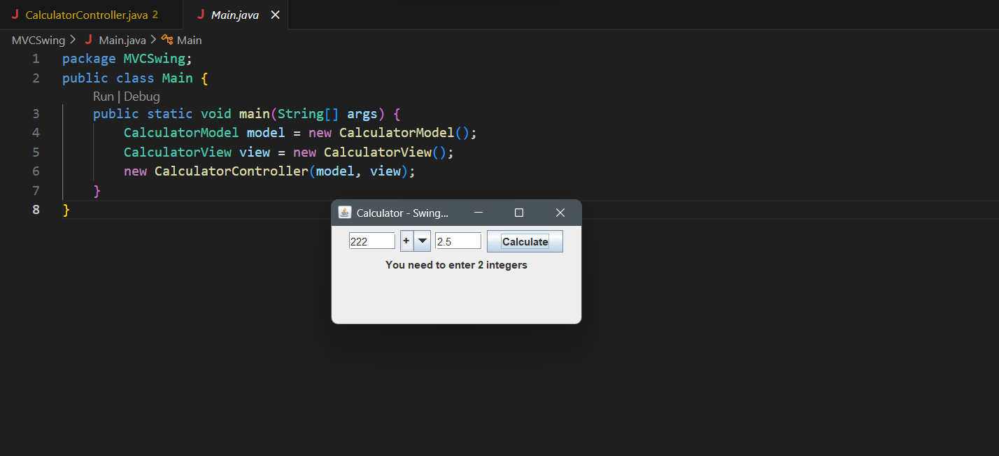 J CalculatorController.java 2 J Main.java
MVCSwing > J Main.java > Main
1 package MVCSwing;
2 public class Main {
Run | Debug
3 public static void main(String[] args) {
4 CalculatorModel model = new CalculatorModel();
5 CalculatorView view = new CalculatorView();
6 new CalculatorController(model, view);
7 }
8 }
Calculator - Swing...
222 + 2.5 Calculate
You need to enter 2 integers